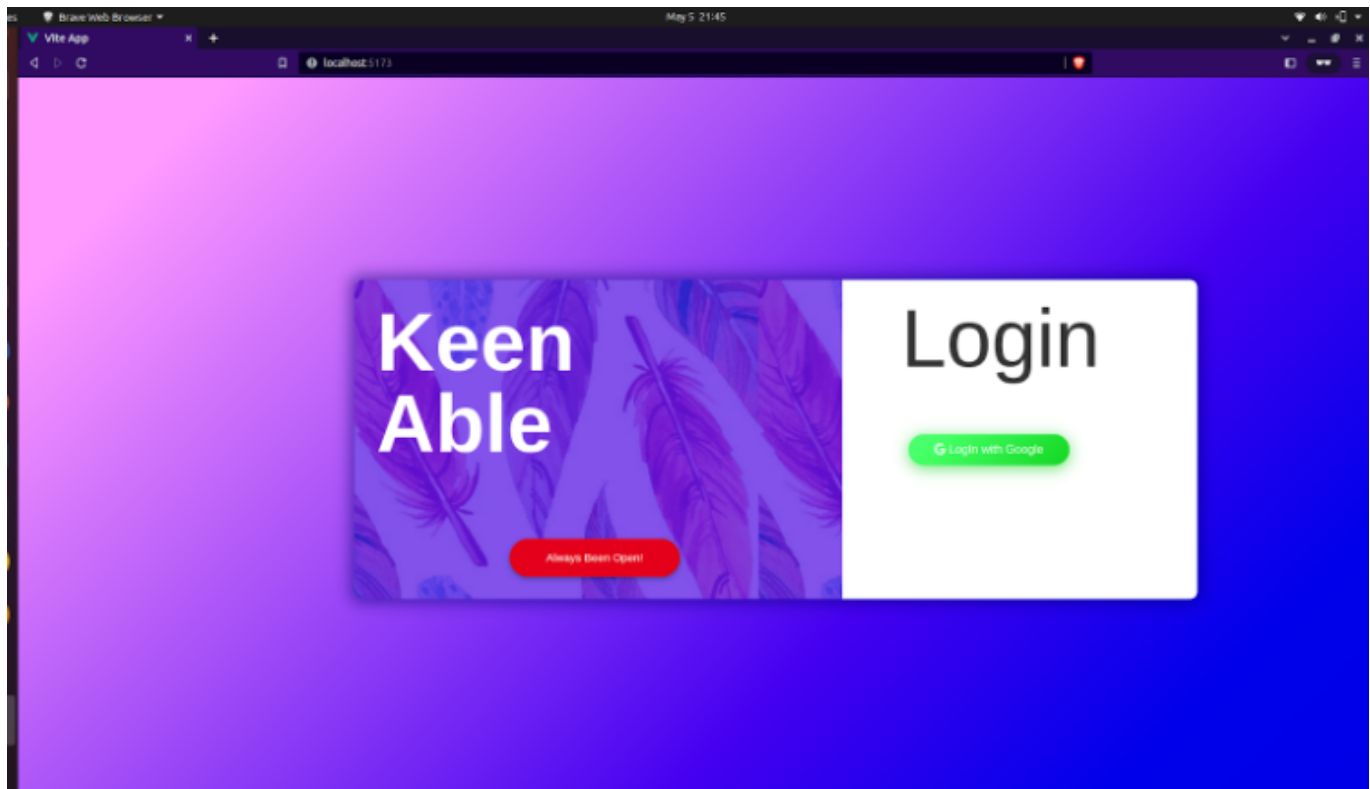 Brave Web Browser
May 5 21:45
Vite App
localhost:5173
Keen
Able
Always Been Open!
Login
Login with Google